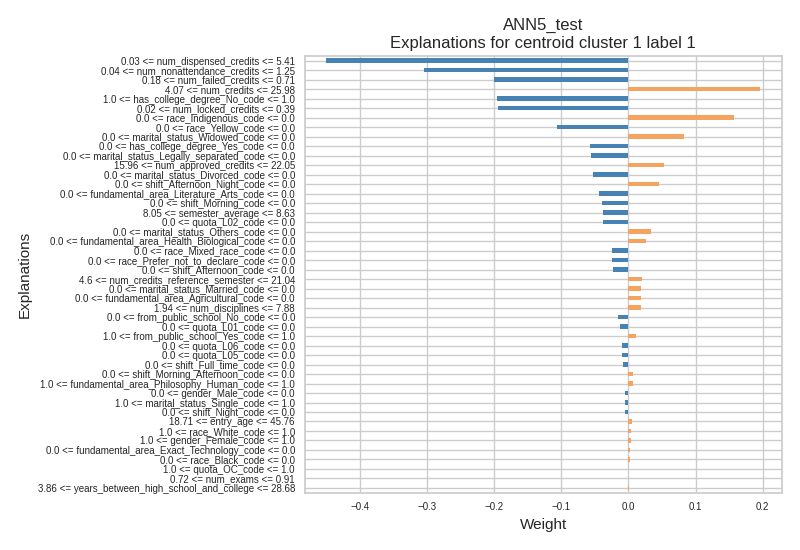 ANN5_test
Explanations for centroid cluster 1 label 1
0.03 <= num_dispensed_credits <= 5.41
0.04 <= num_nonattendance_credits <= 1.25
0.18 <= num_failed_credits <= 0.71
4.07 <= num_credits <= 25.98
1.0 <= has_college_degree_No_code <= 1.0
0.02 <= num_locked_credits <= 0.39
0.0 <= race_Indigenous_code <= 0.0
0.0 <= race_Yellow_code <= 0.0
0.0 <= marital_status_Widowed_code <= 0.0
0.0 <= has_college_degree_Yes_code <= 0.0
0.0 <= marital_status_Legally_separated_code <= 0.0
15.96 <= num_approved_credits <= 22.05
0.0 <= marital_status_Divorced_code <= 0.0
0.0 <= shift_Afternoon_Night_code <= 0.0
0.0 <= fundamental_area_Literature_Arts_code <= 0.0
0.0 <= shift_Morning_code <= 0.0
8.05 <= semester_average <= 8.63
0.0 <= quota_L02_code <= 0.0
0.0 <= marital_status_Others_code <= 0.0
0.0 <= fundamental_area_Health_Biological_code <= 0.0
0.0 <= race_Mixed_race_code <= 0.0
0.0 <= race_Prefer_not_to_declare_code <= 0.0
0.0 <= shift_Afternoon_code <= 0.0
4.6 <= num_credits_reference_semester <= 21.04
0.0 <= marital_status_Married_code <= 0.0
0.0 <= fundamental_area_Agricultural_code <= 0.0
1.94 <= num_disciplines <= 7.88
0.0 <= from_public_school_No_code <= 0.0
0.0 <= quota_L01_code <= 0.0
1.0 <= from_public_school_Yes_code <= 1.0
0.0 <= quota_L06_code <= 0.0
0.0 <= quota_L05_code <= 0.0
0.0 <= shift_Full_time_code <= 0.0
0.0 <= shift_Morning_Afternoon_code <= 0.0
1.0 <= fundamental_area_Philosophy_Human_code <= 1.0
0.0 <= gender_Male_code <= 0.0
1.0 <= marital_status_Single_code <= 1.0
0.0 <= shift_Night_code <= 0.0
18.71 <= entry_age <= 45.76
1.0 <= race_White_code <= 1.0
1.0 <= gender_Female_code <= 1.0
0.0 <= fundamental_area_Exact_Technology_code <= 0.0
0.0 <= race_Black_code <= 0.0
1.0 <= quota_OC_code <= 1.0
0.72 <= num_exams <= 0.91
3.86 <= years_between_high_school_and_college <= 28.68
Explanations
−0.4 −0.3 −0.2 −0.1 0.0 0.1 0.2
Weight